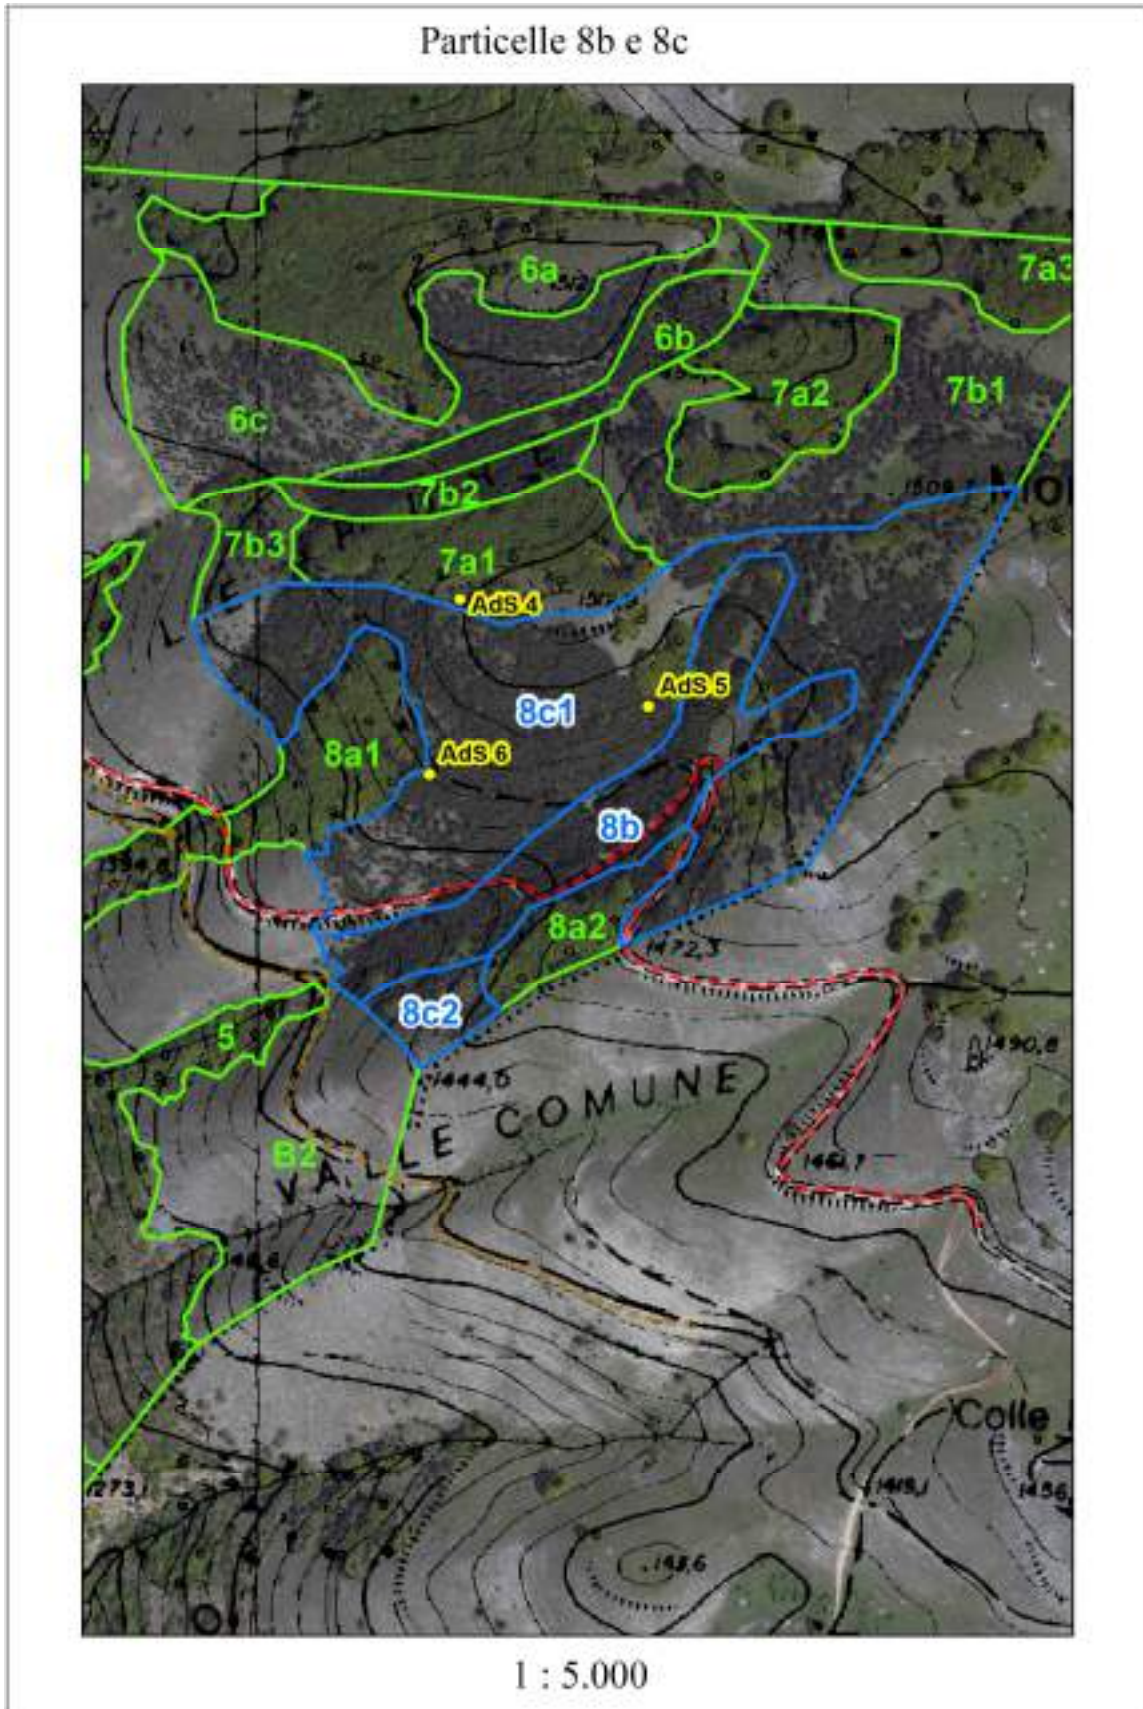 Particelle 8b e 8c
6a
7a3
6b
7a2
7b1
6c
7b2
7b3
7a1
AdS 4
AdS 5
8c1
8a1
AdS 6
8b
8a2
1472,5
8c2
5
1490,8
1444,5
VALLE COMUNE
B2
1461,7
Colle
1273,1
1419,1
1 : 5.000